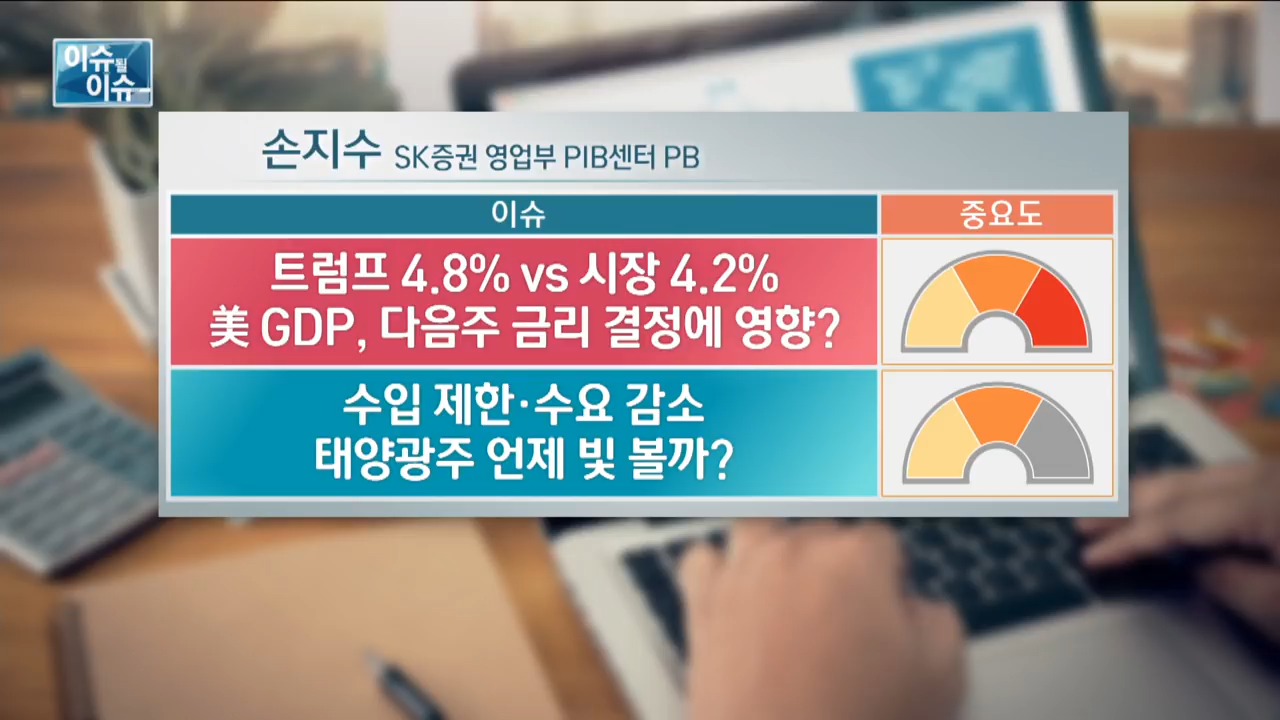 이슈될
이슈
손지수 SK증권 영업부 PIB센터 PB
이슈
중요도
트럼프 4.8% vs 시장 4.2%
美 GDP, 다음주 금리 결정에 영향?
수입 제한·수요 감소
태양광주 언제 빛 볼까?